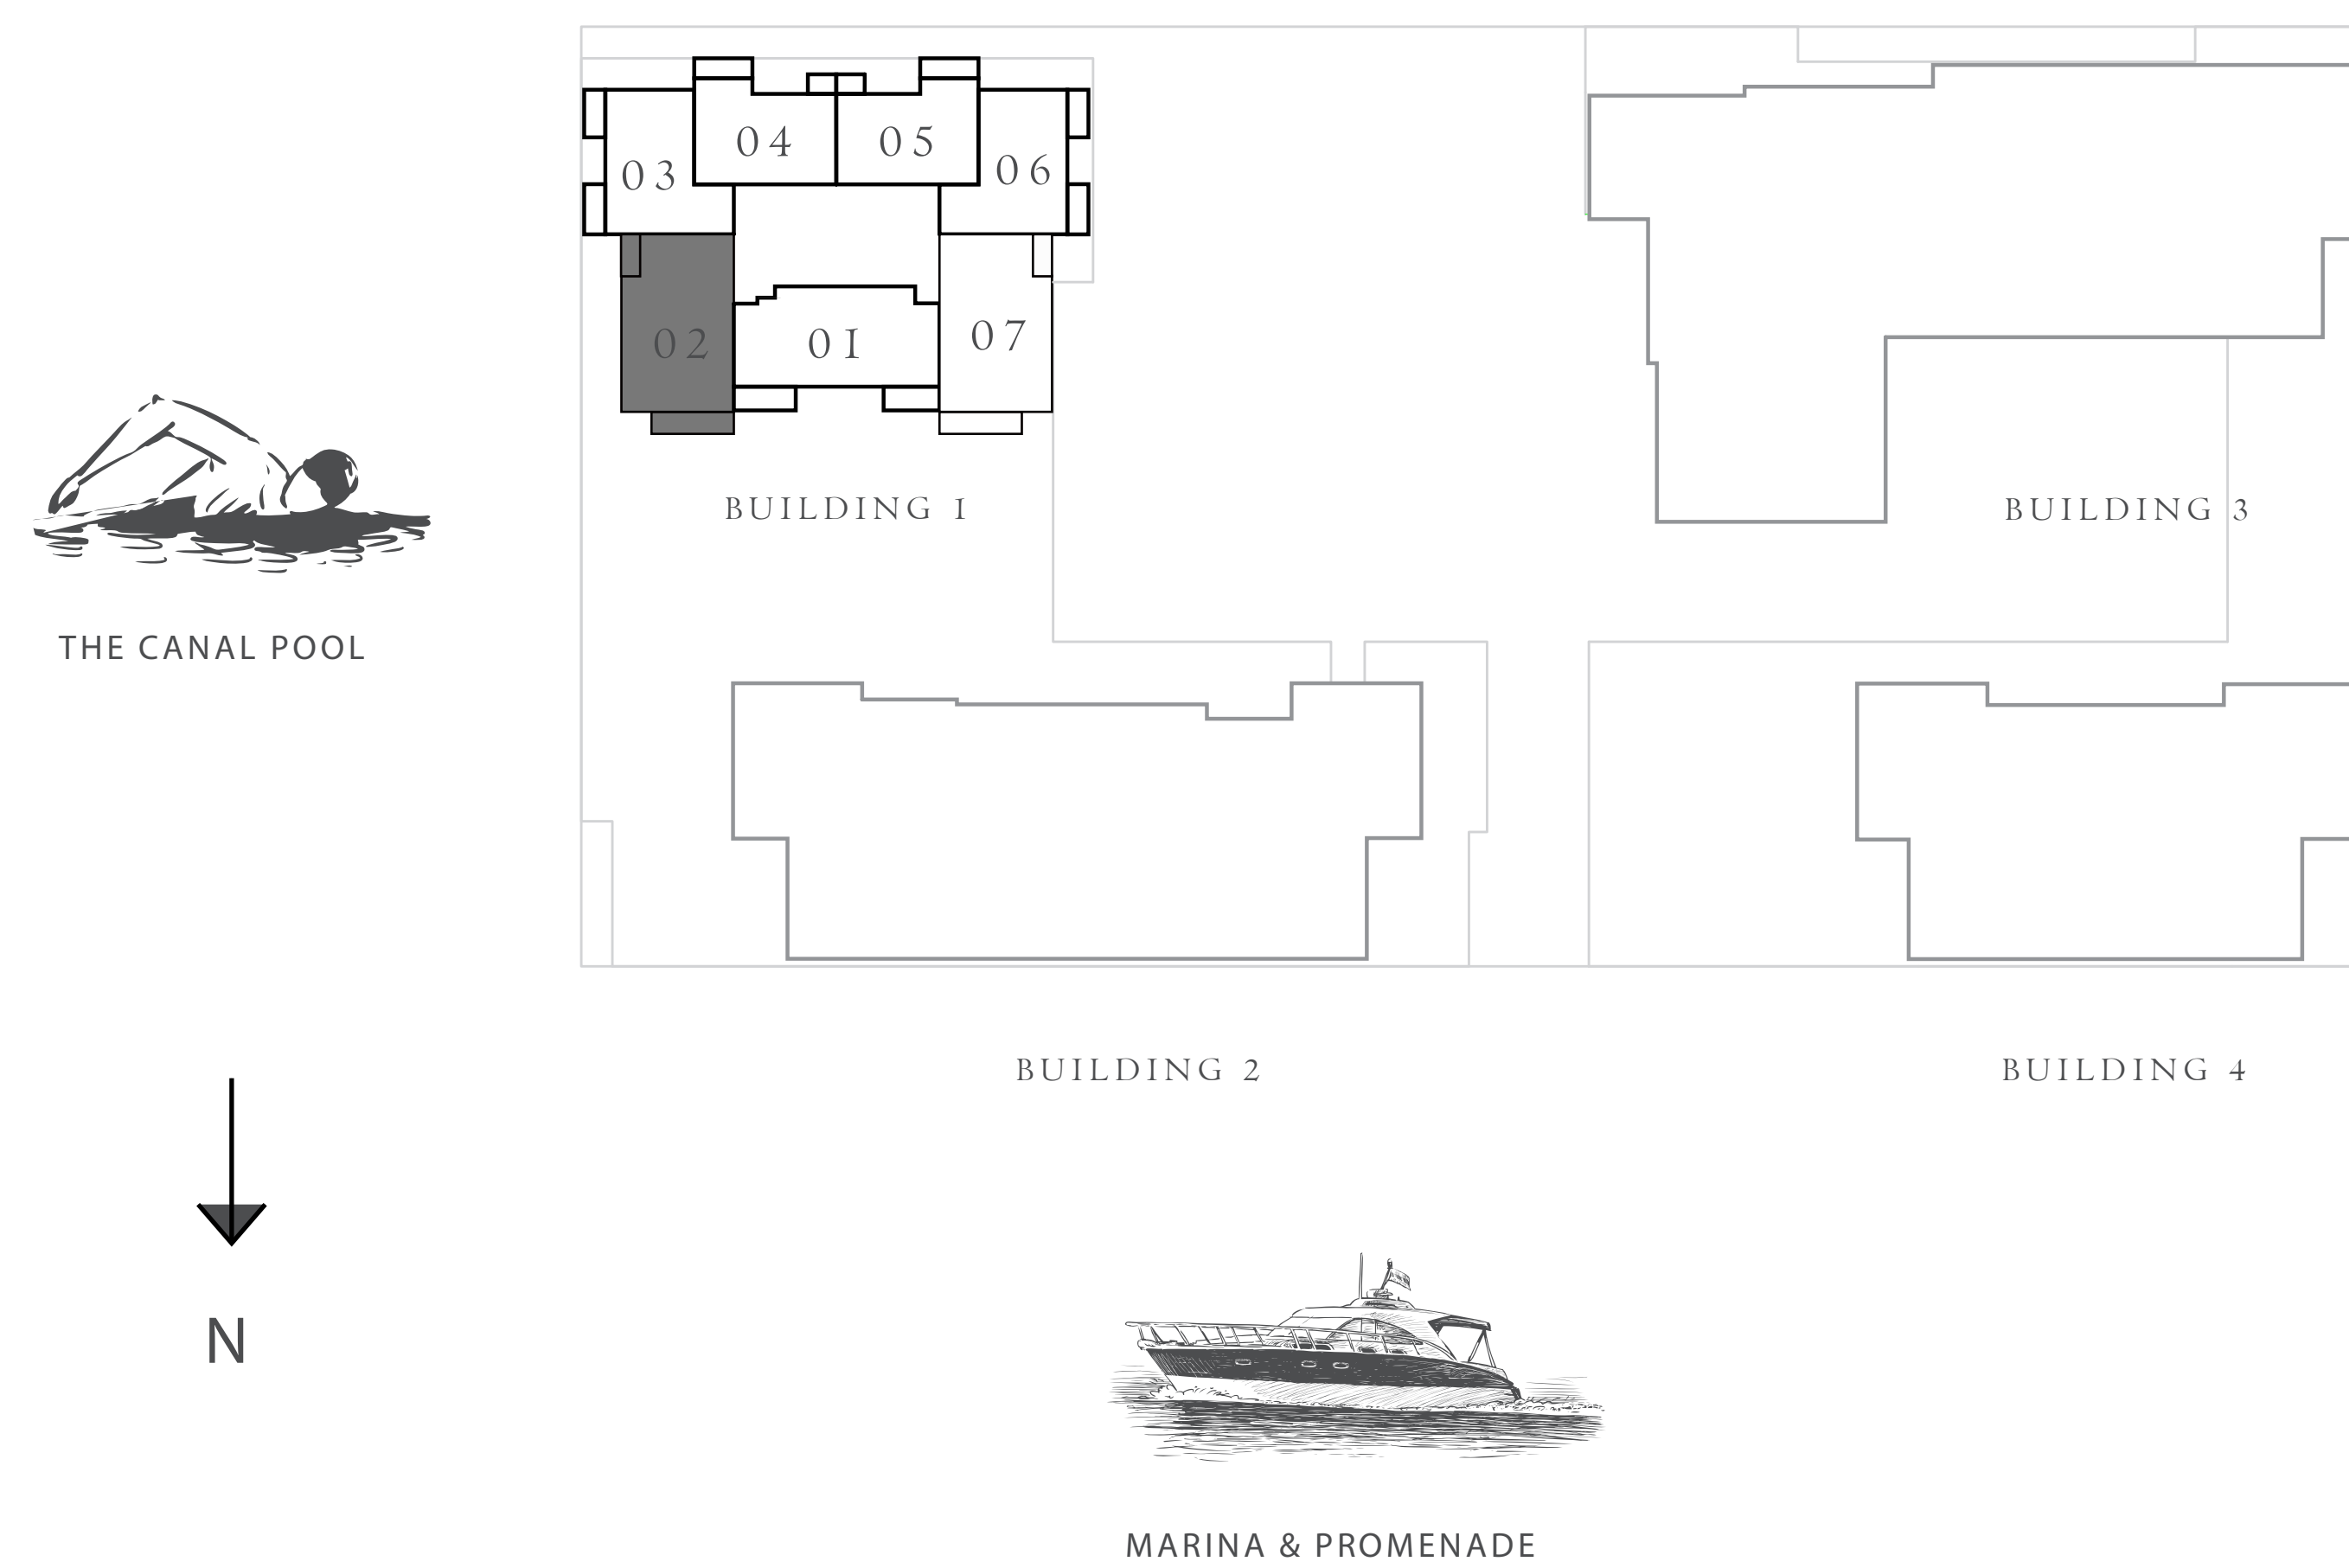 04
05
03
06
02
01
07
BUILDING 1
BUILDING 3
THE CANAL POOL
BUILDING 2
BUILDING 4
N
MARINA & PROMENADE